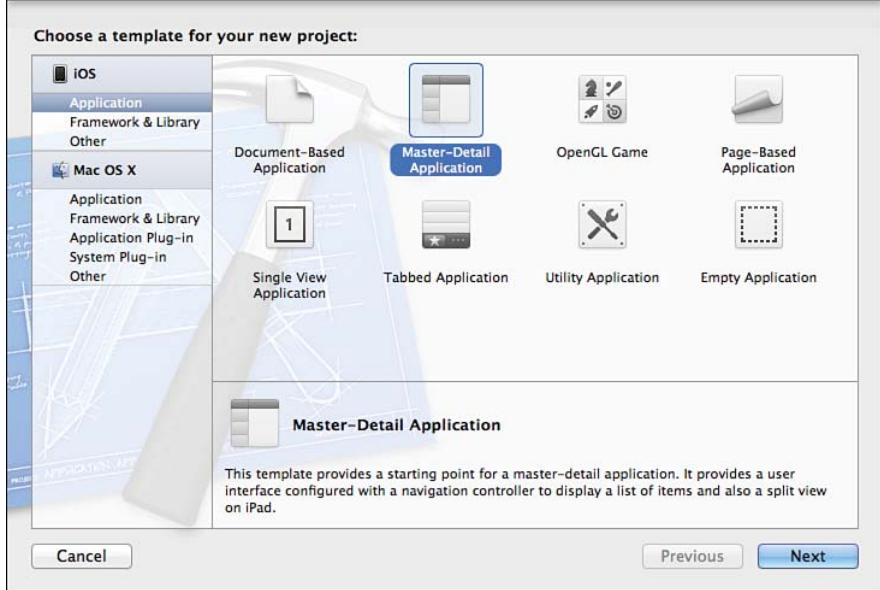 Choose a template for your new project:
iOS
Application
Framework & Library
Other
Mac OS X
Application
Framework & Library
Application Plug-in
System Plug-in
Other
Document-Based
Application
Master-Detail
Application
OpenGL Game
Page-Based
Application
1
Single View
Application
Tabbed Application
Utility Application
Empty Application
Master-Detail Application
This template provides a starting point for a master-detail application. It provides a user
interface configured with a navigation controller to display a list of items and also a split view
on iPad.
Cancel
Previous
Next